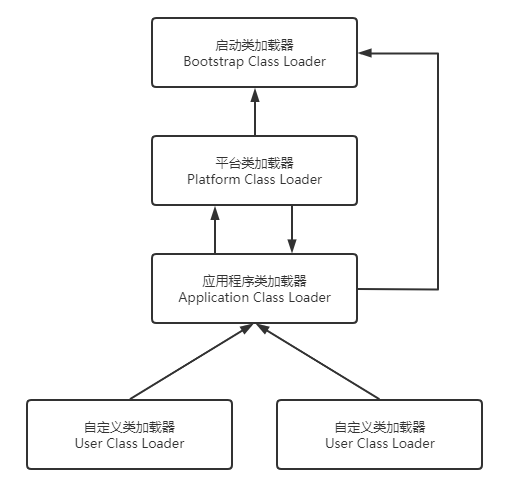 启动类加载器
Bootstrap Class Loader
平台类加载器
Platform Class Loader
应用程序类加载器
Application Class Loader
自定义类加载器
User Class Loader
自定义类加载器
User Class Loader